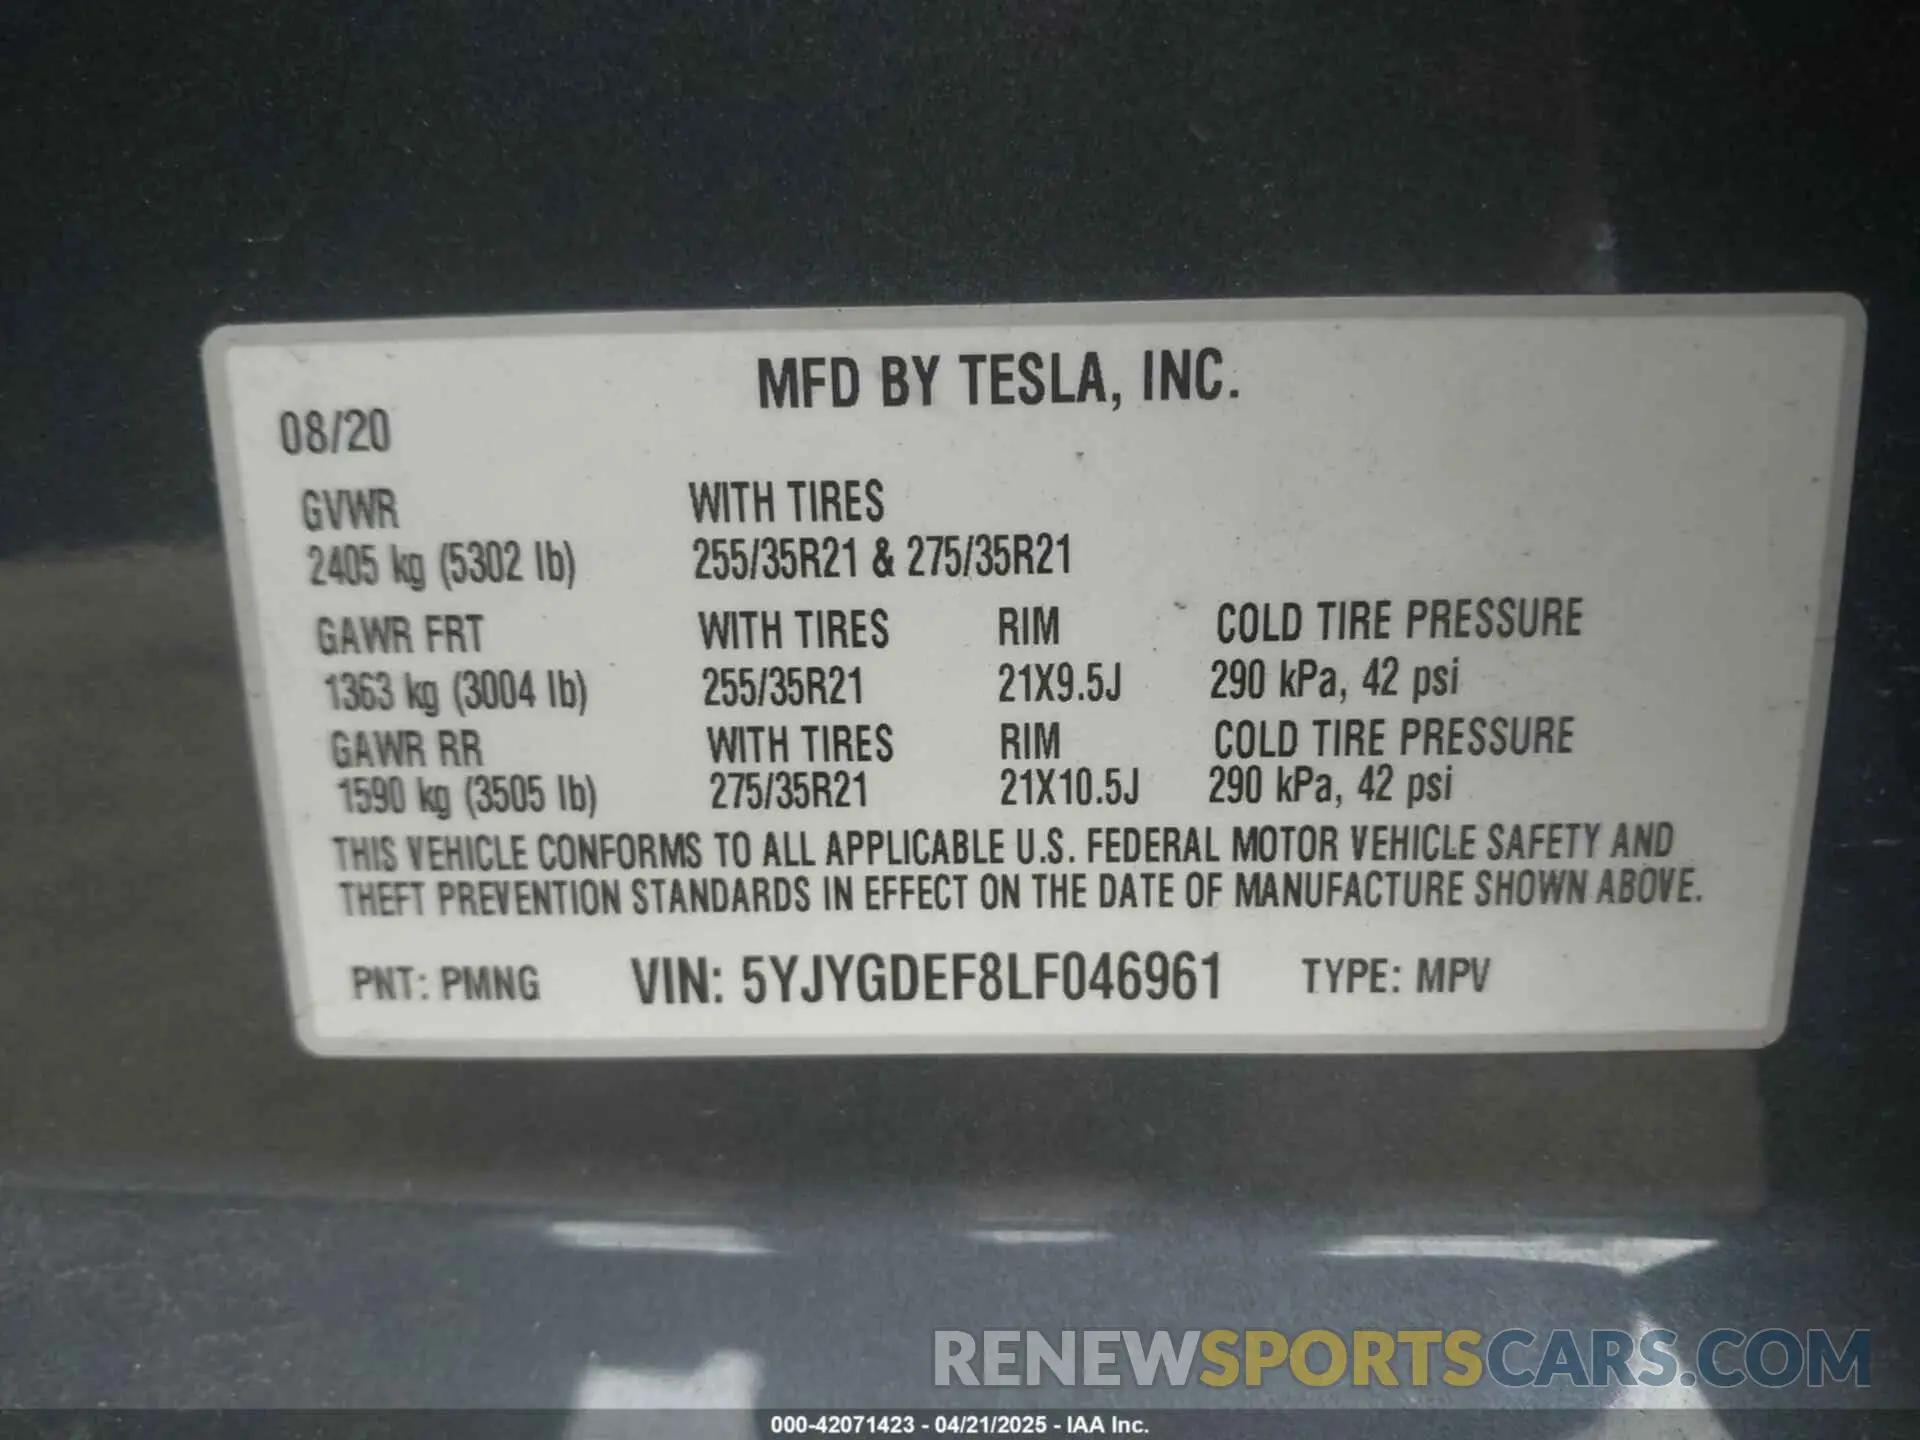 MFD BY TESLA, INC.
08/20
GVWR WITH TIRES
2405 kg (5302 lb) 255/35R21 & 275/35R21
GAWR FRT WITH TIRES RIM COLD TIRE PRESSURE
1363 kg (3004 lb) 255/35R21 21X9.5J 290 kPa, 42 psi
GAWR RR WITH TIRES RIM COLD TIRE PRESSURE
1590 kg (3505 lb) 275/35R21 21X10.5J 290 kPa, 42 psi
THIS VEHICLE CONFORMS TO ALL APPLICABLE U.S. FEDERAL MOTOR VEHICLE SAFETY AND
THEFT PREVENTION STANDARDS IN EFFECT ON THE DATE OF MANUFACTURE SHOWN ABOVE.
PNT: PMNG VIN: 5YJYGDEF8LF046961 TYPE: MPV
RENEWSPORTSCARS.COM
000-42071423 - 04/21/2025 - IAA Inc.